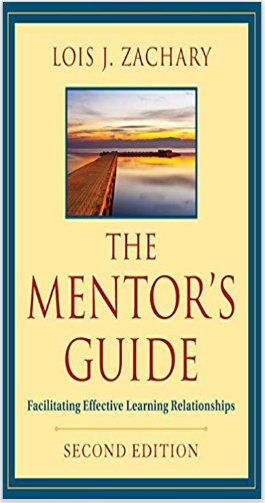 LOIS J. ZACHARY
THE
MENTOR'S
GUIDE
Facilitating Effective Learning Relationships
SECOND EDITION